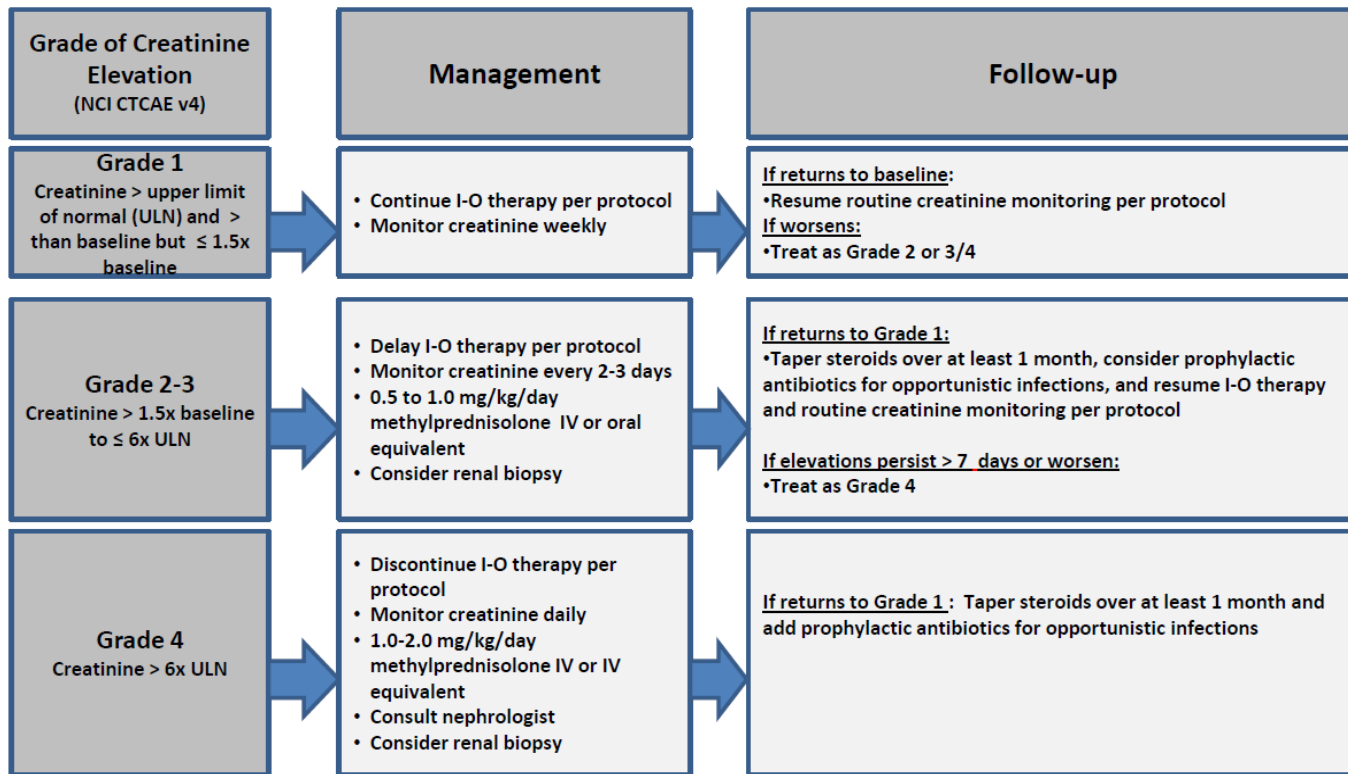 Grade of Creatinine
Elevation
(NCI CTCAE v4)
Management
Follow-up
Grade 1
Creatinine > upper limit
of normal (ULN) and >
than baseline but ≤ 1.5x
baseline
• Continue I-O therapy per protocol
• Monitor creatinine weekly
If returns to baseline:
•Resume routine creatinine monitoring per protocol
If worsens:
•Treat as Grade 2 or 3/4
Grade 2-3
Creatinine > 1.5x baseline
to ≤ 6x ULN
• Delay I-O therapy per protocol
• Monitor creatinine every 2-3 days
• 0.5 to 1.0 mg/kg/day
methylprednisolone IV or oral
equivalent
• Consider renal biopsy
If returns to Grade 1:
•Taper steroids over at least 1 month, consider prophylactic
antibiotics for opportunistic infections, and resume I-O therapy
and routine creatinine monitoring per protocol
If elevations persist > 7 days or worsen:
•Treat as Grade 4
Grade 4
Creatinine > 6x ULN
• Discontinue I-O therapy per
protocol
• Monitor creatinine daily
• 1.0-2.0 mg/kg/day
methylprednisolone IV or IV
equivalent
• Consult nephrologist
• Consider renal biopsy
If returns to Grade 1 : Taper steroids over at least 1 month and
add prophylactic antibiotics for opportunistic infections